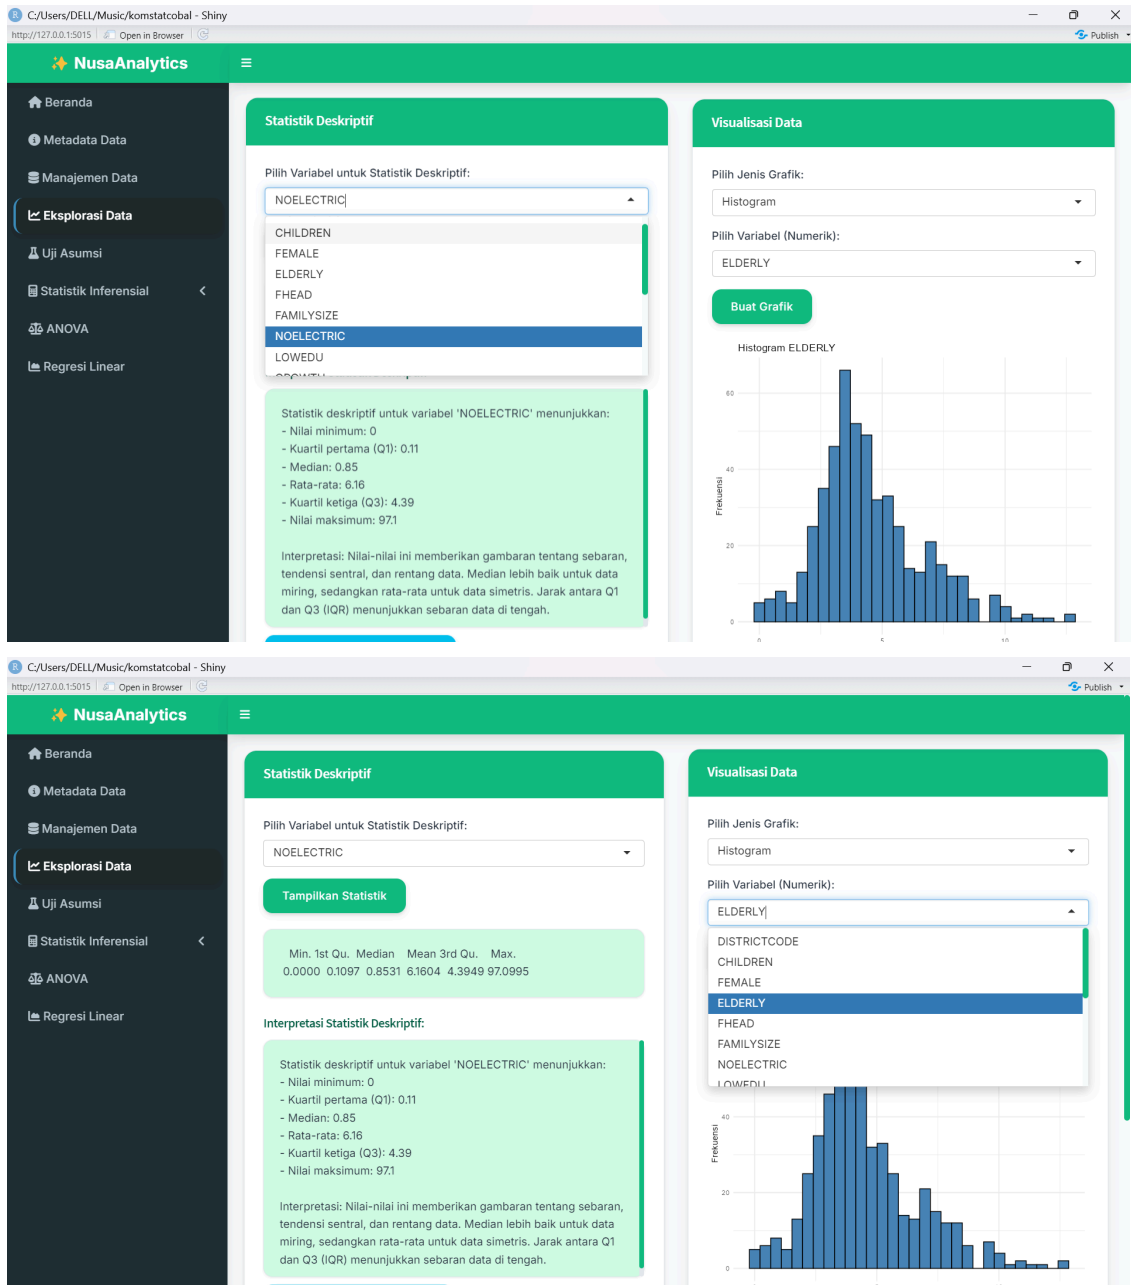 C:/Users/DELL/Music/komstatcobal - Shiny
http://127.0.0.1:5015 Open in Browser
Publish
NusaAnalytics
Beranda
Metadata Data
Manajemen Data
Eksplorasi Data
Uji Asumsi
Statistik Inferensial
ANOVA
Regresi Linear
Statistik Deskriptif
Pilih Variabel untuk Statistik Deskriptif:
NOELECTRIC
CHILDREN
FEMALE
ELDERLY
FHEAD
FAMILYSIZE
NOELECTRIC
LOWEDU
Statistik deskriptif untuk variabel 'NOELECTRIC' menunjukkan:
- Nilai minimum: 0
- Kuartil pertama (Q1): 0.11
- Median: 0.85
- Rata-rata: 6.16
- Kuartil ketiga (Q3): 4.39
- Nilai maksimum: 97.1
Interpretasi: Nilai-nilai ini memberikan gambaran tentang sebaran,
tendensi sentral, dan rentang data. Median lebih baik untuk data
miring, sedangkan rata-rata untuk data simetris. Jarak antara Q1
dan Q3 (IQR) menunjukkan sebaran data di tengah.
Visualisasi Data
Pilih Jenis Grafik:
Histogram
Pilih Variabel (Numerik):
ELDERLY
Buat Grafik
Histogram ELDERLY
60
40
Frekuensi
20
0
0 5 10
C:/Users/DELL/Music/komstatcobal - Shiny
http://127.0.0.1:5015 Open in Browser
Publish
NusaAnalytics
Beranda
Metadata Data
Manajemen Data
Eksplorasi Data
Uji Asumsi
Statistik Inferensial
ANOVA
Regresi Linear
Statistik Deskriptif
Pilih Variabel untuk Statistik Deskriptif:
NOELECTRIC
Tampilkan Statistik
Min. 1st Qu. Median Mean 3rd Qu. Max.
0.0000 0.1097 0.8531 6.1604 4.3949 97.0995
Interpretasi Statistik Deskriptif:
Statistik deskriptif untuk variabel 'NOELECTRIC' menunjukkan:
- Nilai minimum: 0
- Kuartil pertama (Q1): 0.11
- Median: 0.85
- Rata-rata: 6.16
- Kuartil ketiga (Q3): 4.39
- Nilai maksimum: 97.1
Interpretasi: Nilai-nilai ini memberikan gambaran tentang sebaran,
tendensi sentral, dan rentang data. Median lebih baik untuk data
miring, sedangkan rata-rata untuk data simetris. Jarak antara Q1
dan Q3 (IQR) menunjukkan sebaran data di tengah.
Visualisasi Data
Pilih Jenis Grafik:
Histogram
Pilih Variabel (Numerik):
ELDERLY
DISTRICTCODE
CHILDREN
FEMALE
ELDERLY
FHEAD
FAMILYSIZE
NOELECTRIC
LOWEDU
40
Frekuensi
20
0